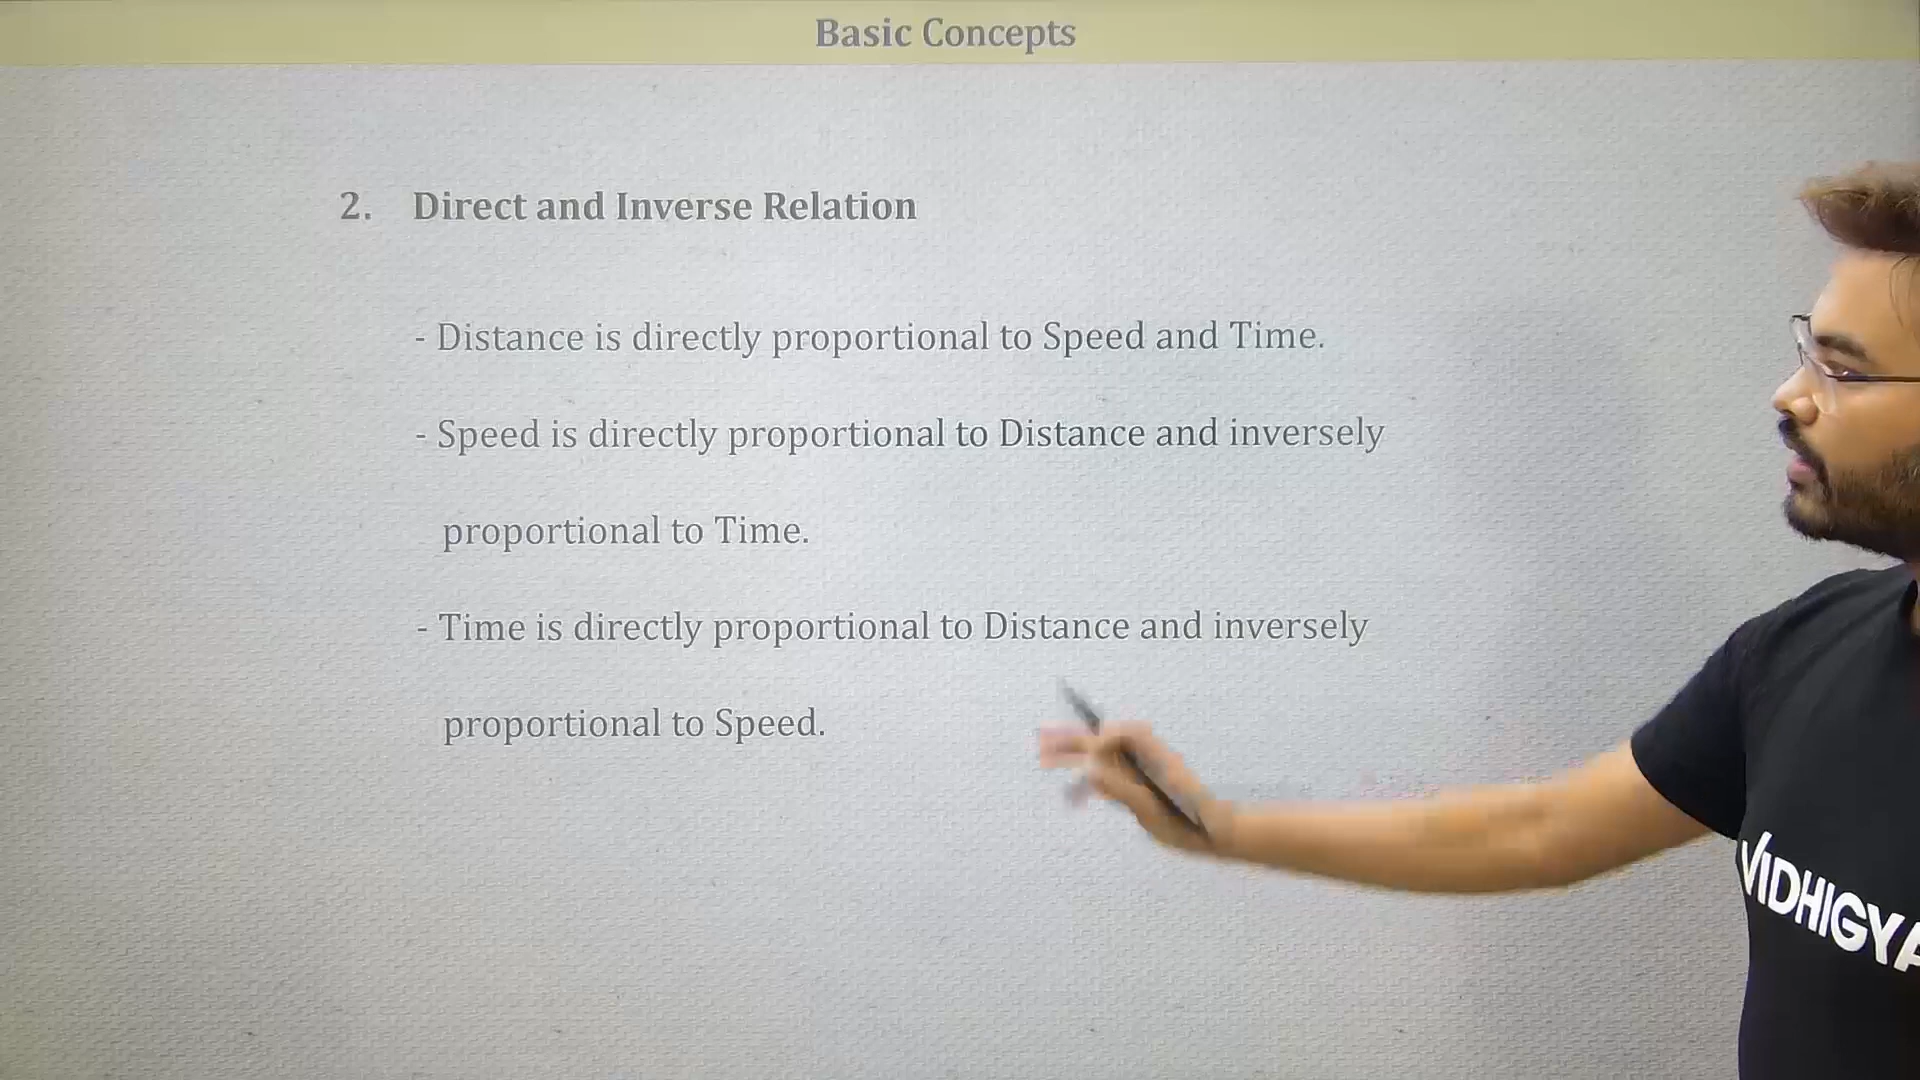 Basic Concepts
2. Direct and Inverse Relation
- Distance is directly proportional to Speed and Time.
- Speed is directly proportional to Distance and inversely
proportional to Time.
- Time is directly proportional to Distance and inversely
proportional to Speed.
VIDHIGYA